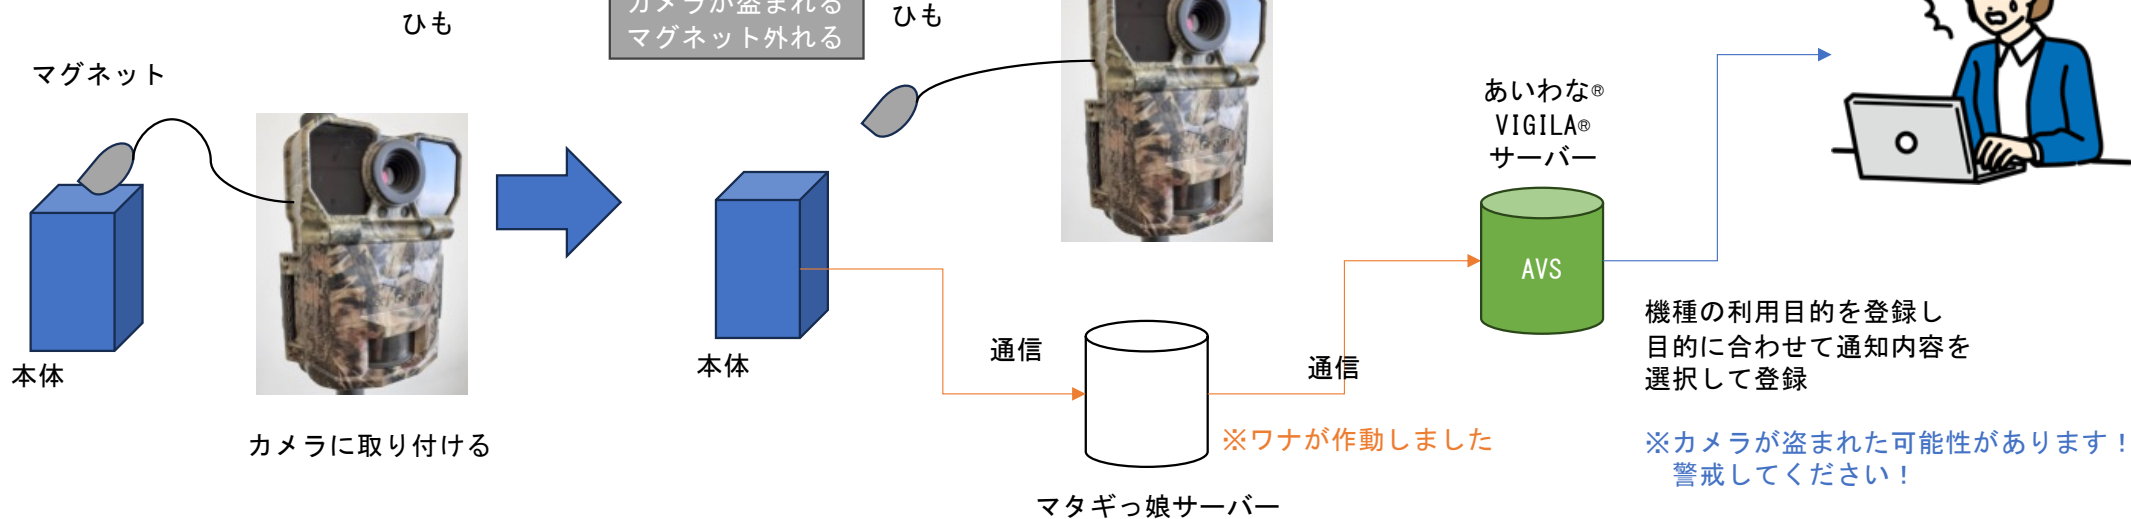 ひも
カメラが盗まれる
マグネット外れる
ひも
マグネット
本体
カメラに取り付ける
本体
通信
マタギっ娘サーバー
通信
※ワナが作動しました
あいわな®
VIGILA®
サーバー
AVS
機種の利用目的を登録し
目的に合わせて通知内容を
選択して登録
※カメラが盗まれた可能性があります！
警戒してください！